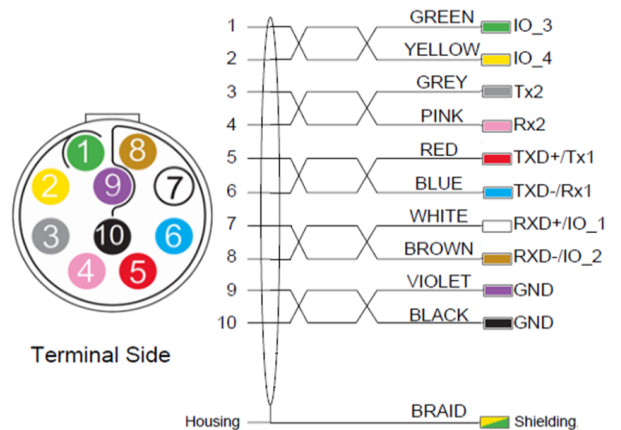 1 GREEN IO_3
2 YELLOW IO_4
3 GREY Tx2
4 PINK Rx2
5 RED TXD+/Tx1
6 BLUE TXD-/Rx1
7 WHITE RXD+/IO_1
8 BROWN RXD-/IO_2
9 VIOLET GND
10 BLACK GND
Housing BRAID Shielding
1 8
2 9 7
3 10 6
4 5
Terminal Side